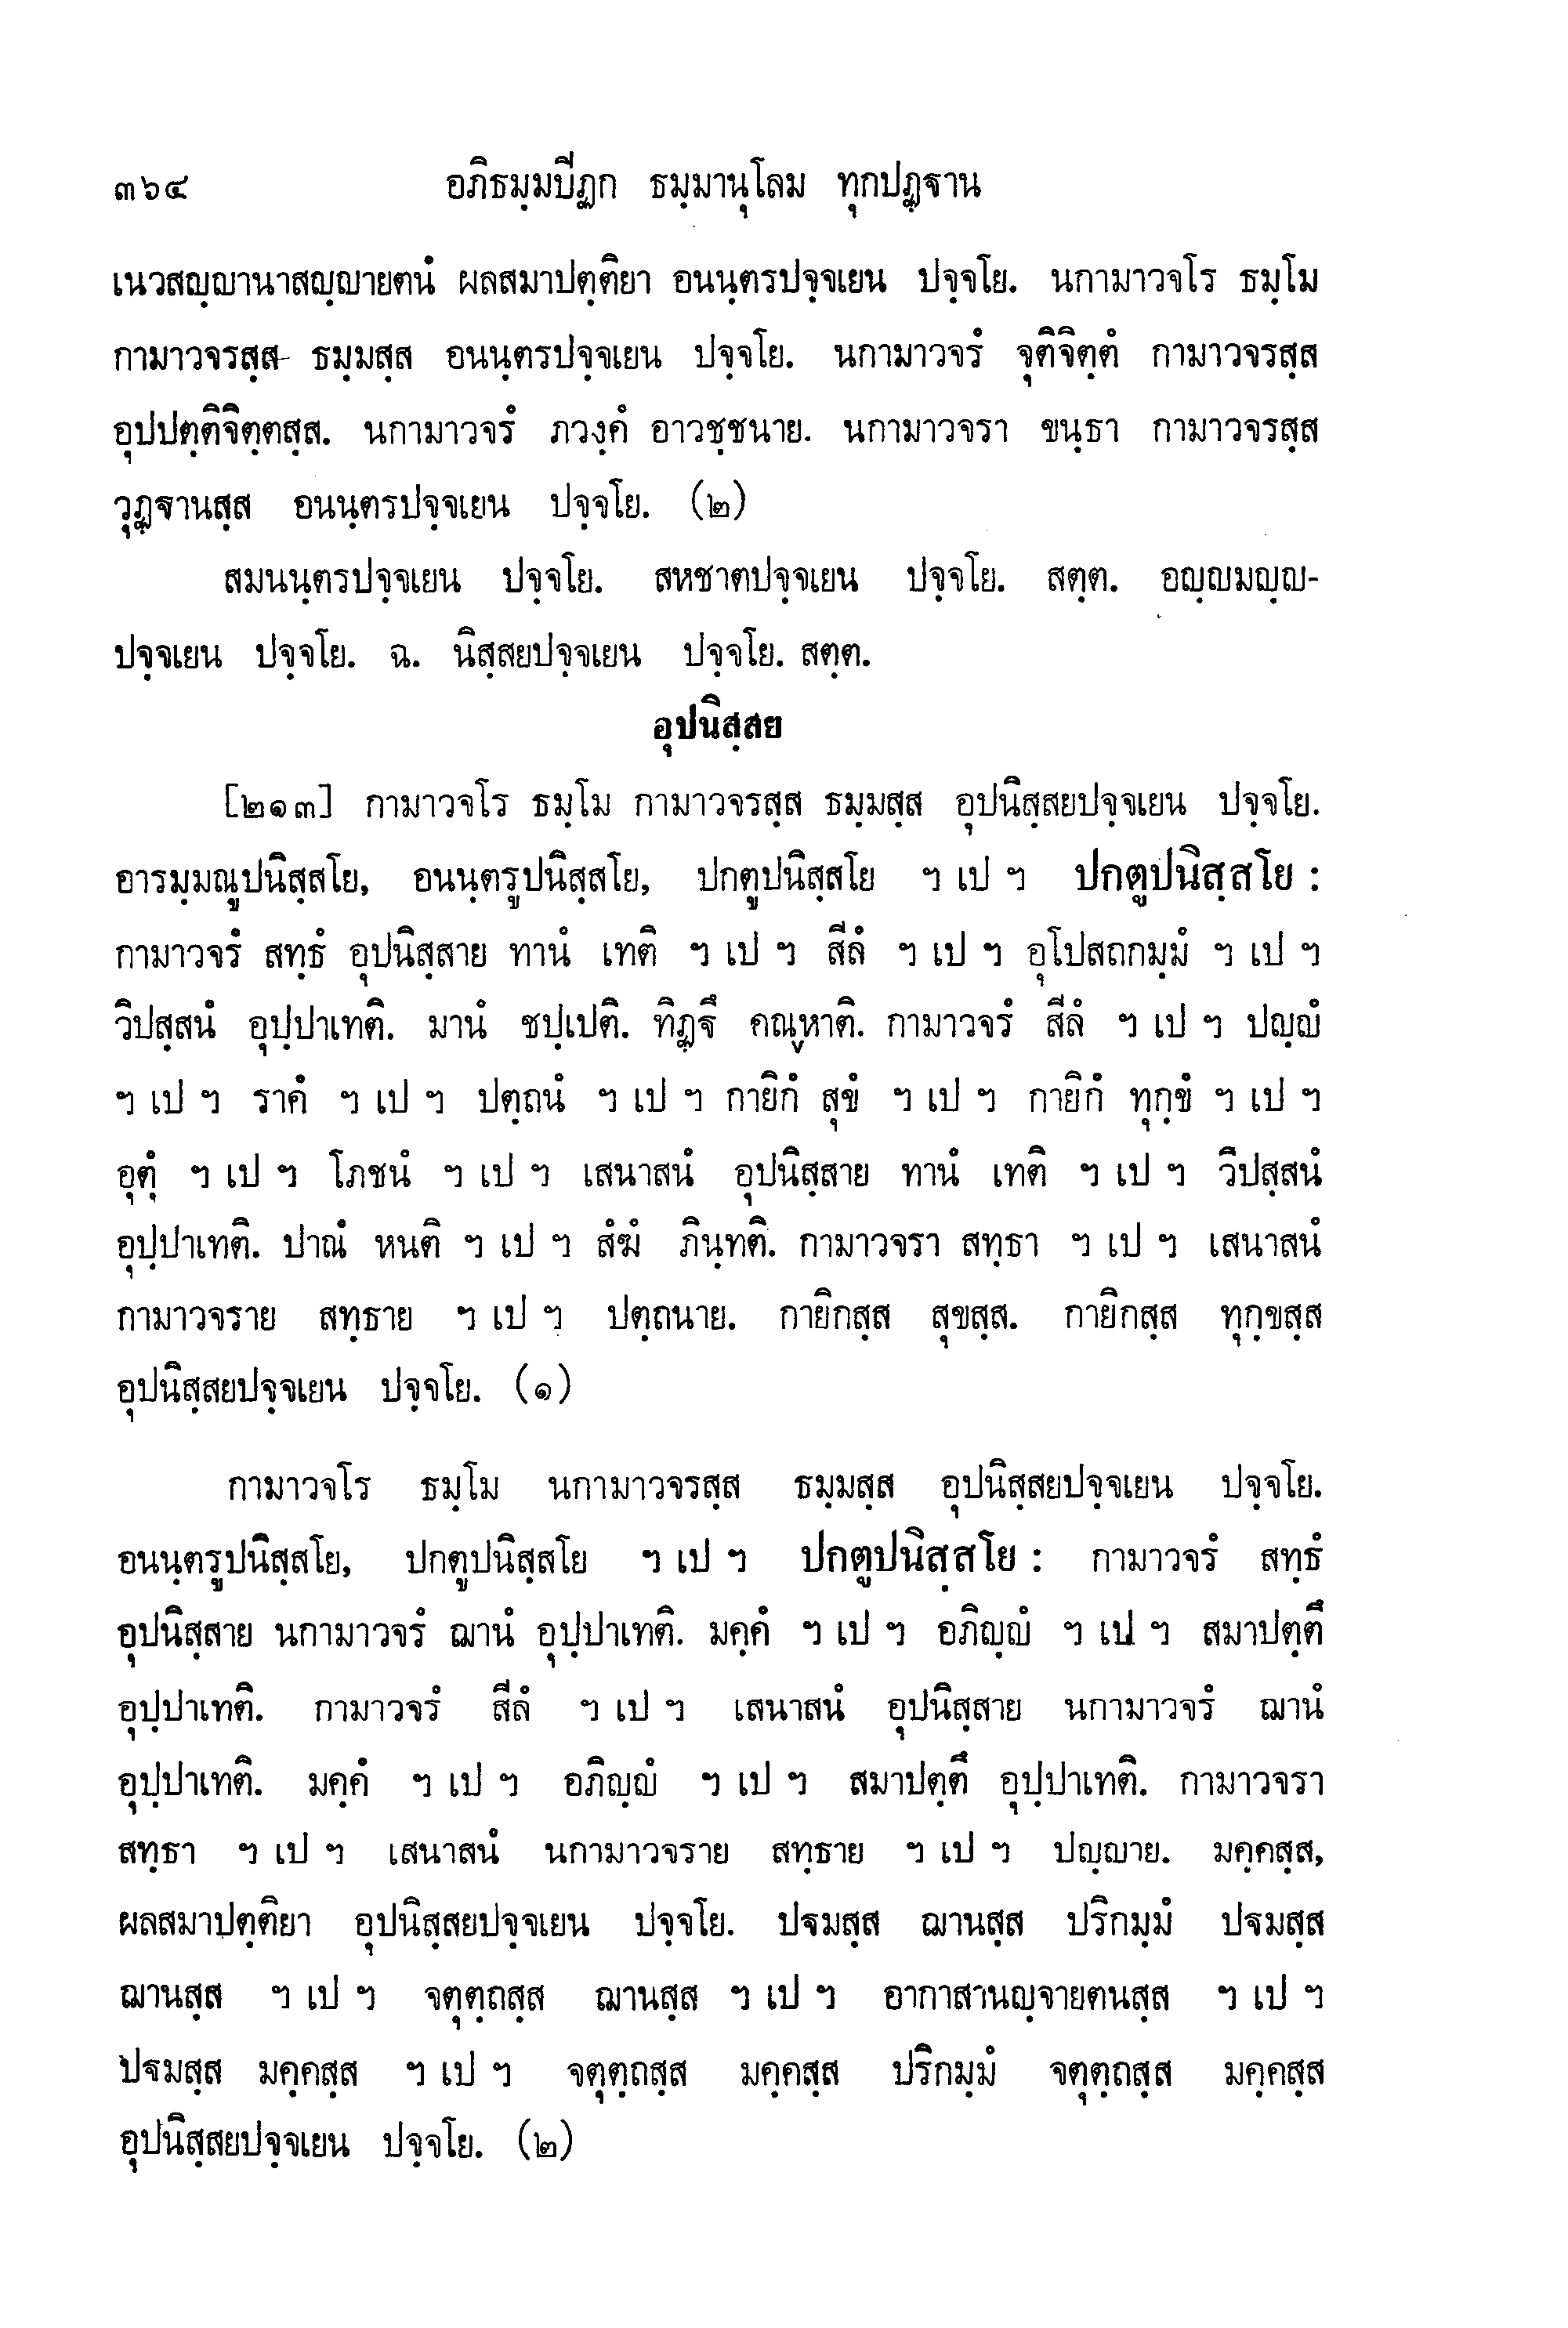 ๓๖๔ อภิธมฺมปีฏก ธมฺมานุโลม ทุกปฏฺฐาน
เนวสญฺญานาสญฺญายตนํ ผลสมาปตฺติยา อนนฺตรปจฺจเยน ปจฺจโย. นกามาวจโร ธมฺโม
กามาวจรสฺส ธมฺมสฺส อนนฺตรปจฺจเยน ปจฺจโย. นกามาวจรํ จุติจิตฺตํ กามาวจรสฺส
อุปปตฺติจิตฺตสฺส. นกามาวจรํ ภวงฺคํ อาวชฺชนาย. นกามาวจรา ขนฺธา กามาวจรสฺส
วุฏฺฐานสฺส อนนฺตรปจฺจเยน ปจฺจโย. (๒)
สมนนฺตรปจฺจเยน ปจฺจโย. สหชาตปจฺจเยน ปจฺจโย. สตฺต. อญฺญมญฺญ-
ปจฺจเยน ปจฺจโย. ฉ. นิสฺสยปจฺจเยน ปจฺจโย. สตฺต.
อุปนิสฺสย
[๒๑๓] กามาวจโร ธมฺโม กามาวจรสฺส ธมฺมสฺส อุปนิสฺสยปจฺจเยน ปจฺจโย.
อารมฺมณูปนิสฺสโย, อนนฺตรูปนิสฺสโย, ปกตูปนิสฺสโย ฯ เป ฯ ปกตูปนิสฺสโย :
กามาวจรํ สทฺธํ อุปนิสฺสาย ทานํ เทติ ฯ เป ฯ สีลํ ฯ เป ฯ อุโปสถกมฺมํ ฯ เป ฯ
วิปสฺสนํ อุปฺปาเทติ. มานํ ชปฺเปติ. ทิฏฺฐึ คณฺหาติ. กามาวจรํ สีลํ ฯ เป ฯ ปญฺญํ
ฯ เป ฯ ราคํ ฯ เป ฯ ปตฺถนํ ฯ เป ฯ กายิกํ สุขํ ฯ เป ฯ กายิกํ ทุกฺขํ ฯ เป ฯ
อุตุํ ฯ เป ฯ โภชนํ ฯ เป ฯ เสนาสนํ อุปนิสฺสาย ทานํ เทติ ฯ เป ฯ วิปสฺสนํ
อุปฺปาเทติ. ปาณํ หนติ ฯ เป ฯ สํฆํ ภินฺทติ. กามาวจรา สทฺธา ฯ เป ฯ เสนาสนํ
กามาวจราย สทฺธาย ฯ เป ฯ ปตฺถนาย. กายิกสฺส สุขสฺส. กายิกสฺส ทุกฺขสฺส
อุปนิสฺสยปจฺจเยน ปจฺจโย. (๑)
กามาวจโร ธมฺโม นกามาวจรสฺส ธมฺมสฺส อุปนิสฺสยปจฺจเยน ปจฺจโย.
อนนฺตรูปนิสฺสโย, ปกตูปนิสฺสโย ฯ เป ฯ ปกตูปนิสฺสโย : กามาวจรํ สทฺธํ
อุปนิสฺสาย นกามาวจรํ ฌานํ อุปฺปาเทติ. มคฺคํ ฯ เป ฯ อภิญฺญํ ฯ เป ฯ สมาปตฺตึ
อุปฺปาเทติ. กามาวจรํ สีลํ ฯ เป ฯ เสนาสนํ อุปนิสฺสาย นกามาวจรํ ฌานํ
อุปฺปาเทติ. มคฺคํ ฯ เป ฯ อภิญฺญํ ฯ เป ฯ สมาปตฺตึ อุปฺปาเทติ. กามาวจรา
สทฺธา ฯ เป ฯ เสนาสนํ นกามาวจราย สทฺธาย ฯ เป ฯ ปญฺญาย. มคฺคสฺส,
ผลสมาปตฺติยา อุปนิสฺสยปจฺจเยน ปจฺจโย. ปฐมสฺส ฌานสฺส ปริกมฺมํ ปฐมสฺส
ฌานสฺส ฯ เป ฯ จตุตฺถสฺส ฌานสฺส ฯ เป ฯ อากาสานญฺจายตนสฺส ฯ เป ฯ
ปฐมสฺส มคฺคสฺส ฯ เป ฯ จตุตฺถสฺส มคฺคสฺส ปริกมฺมํ จตุตฺถสฺส มคฺคสฺส
อุปนิสฺสยปจฺจเยน ปจฺจโย. (๒)